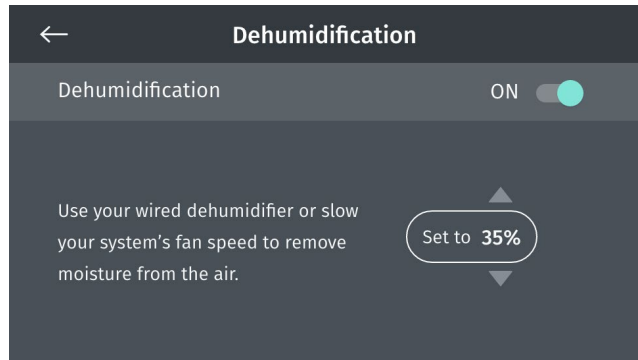 Dehumidification
Dehumidification ON
Use your wired dehumidifier or slow
your system’s fan speed to remove
moisture from the air.
Set to 35%